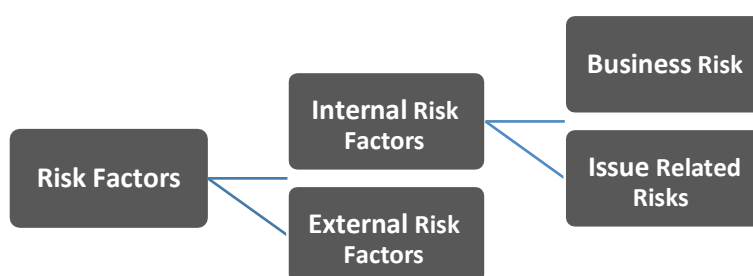 Risk Factors
Internal Risk
Factors
External Risk
Factors
Business Risk
Issue Related
Risks